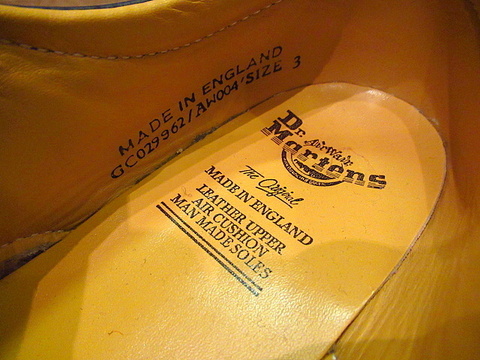 MADE IN ENGLAND
GC029962/AW004 SIZE 3
Dr.
AirWair
Martens
The Original
MADE IN ENGLAND
LEATHER UPPER
AIR CUSHION
MAN MADE SOLES